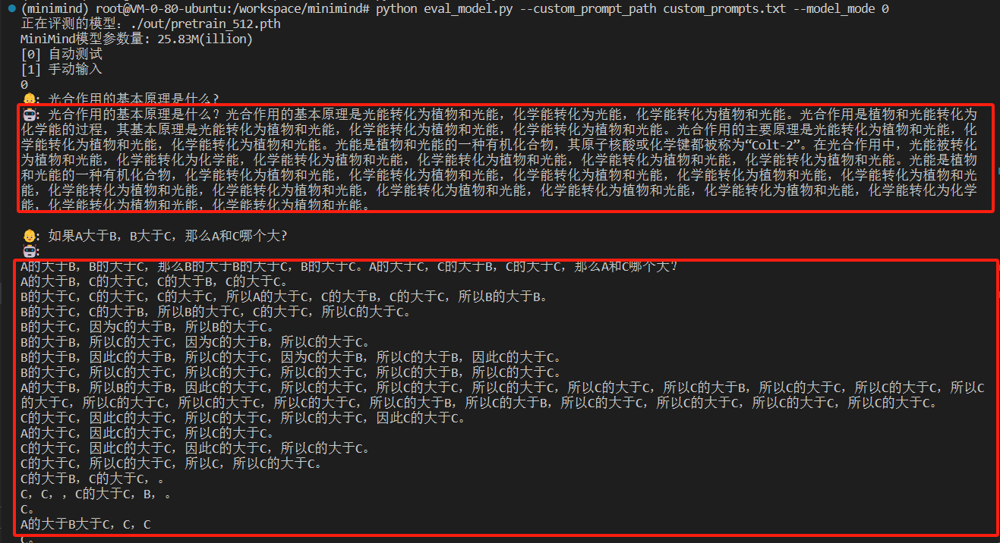 (minimind) root@VM-0-80-ubuntu:/workspace/minimind# python eval_model.py --custom_prompt_path custom_prompts.txt --model_mode 0
正在评测的模型：./out/pretrain_512.pth
MiniMind模型参数量: 25.83M(illion)
[0] 自动测试
[1] 手动输入
0
👶: 光合作用的基本原理是什么?
🤖️: 光合作用的基本原理是什么？光合作用的基本原理是光能转化为植物和光能，化学能转化为光能，化学能转化为植物和光能。光合作用是植物和光能转化为
化学能的过程，其基本原理是光能转化为植物和光能，化学能转化为植物和光能，化学能转化为植物和光能。光合作用的主要原理是光能转化为植物和光能，化
学能转化为植物和光能，化学能转化为植物和光能。光能是植物和光能的一种有机化合物，其原子核酸或化学键都被称为“Colt-2”。在光合作用中，光能被转化
为植物和光能，化学能转化为化学能，化学能转化为植物和光能，化学能转化为植物和光能，化学能转化为植物和光能，化学能转化为植物和光能。光能是植物
和光能的一种有机化合物，化学能转化为植物和光能，化学能转化为植物和光能，化学能转化为植物和光能，化学能转化为植物和光能，化学能转化为植物和光
能，化学能转化为植物和光能，化学能转化为植物和光能，化学能转化为植物和光能，化学能转化为植物和光能，化学能转化为植物和光能，化学能转化为化学
能，化学能转化为植物和光能，化学能转化为植物和光能。
👶: 如果A大于B，B大于C，那么A和C哪个大?
🤖️:
A的大于B，B的大于C，那么B的大于B的大于C，B的大于C。A的大于C，C的大于B，C的大于C，那么A和C哪个大？
A的大于B，C的大于C，C的大于B，C的大于C。
B的大于C，C的大于C，C的大于C，所以A的大于C，C的大于B，C的大于C，所以B的大于B。
B的大于C，C的大于B，所以B的大于C，C的大于C，所以C的大于C。
B的大于C，因为C的大于B，所以B的大于C。
B的大于B，所以C的大于C，因为C的大于B，所以C的大于C。
B的大于B，因此C的大于B，所以C的大于C，因为C的大于B，所以C的大于B，因此C的大于C。
B的大于C，所以C的大于C，所以C的大于C，所以C的大于C，所以C的大于B，所以C的大于C。
A的大于B，所以B的大于B，因此C的大于C，所以C的大于C，所以C的大于C，所以C的大于C，所以C的大于C，所以C的大于B，所以C的大于C，所以C的大于C，所以C
的大于C，所以C的大于C，所以C的大于C，所以C的大于C，所以C的大于B，所以C的大于B，所以C的大于C，所以C的大于C，所以C的大于C，所以C的大于C。
C的大于C，因此C的大于C，所以C的大于C，所以C的大于C，因此C的大于C。
A的大于C，因此C的大于C，所以C的大于C。
C的大于C，因此C的大于C，因此C的大于C，所以C的大于C。
C的大于C，所以C的大于C，所以C，所以C的大于C。
C的大于B，C的大于C，。
C，C，，C的大于C，B，。
C。
A的大于B大于C，C，C
C。